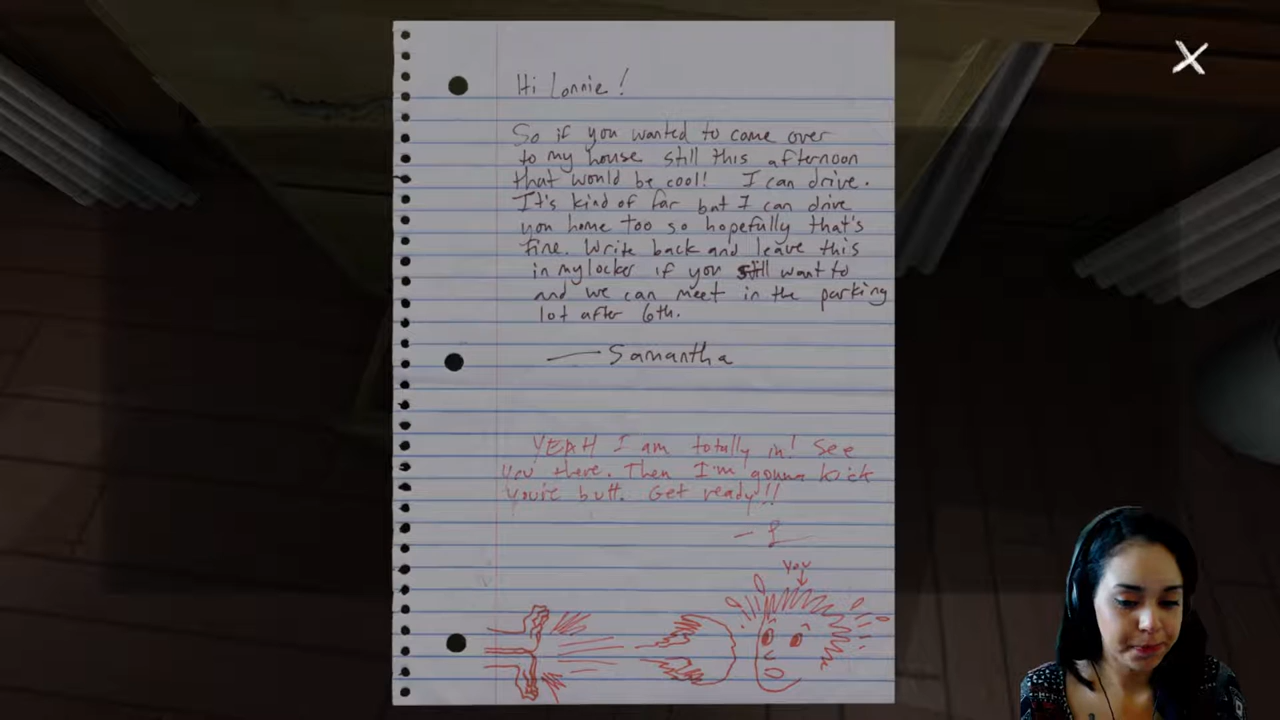 Hi Lonnie!
So if you wanted to come over
to my house still this afternoon
that would be cool! I can drive.
It's kind of far but I can drive
you home too so hopefully that's
fine. Write back and leave this
in my locker if you still want to
and we can meet in the parking
lot after 6th.
— Samantha
YEAH I am totally in! See
you there. Then I'm gonna kick
you're butt. Get ready!!
- L
you